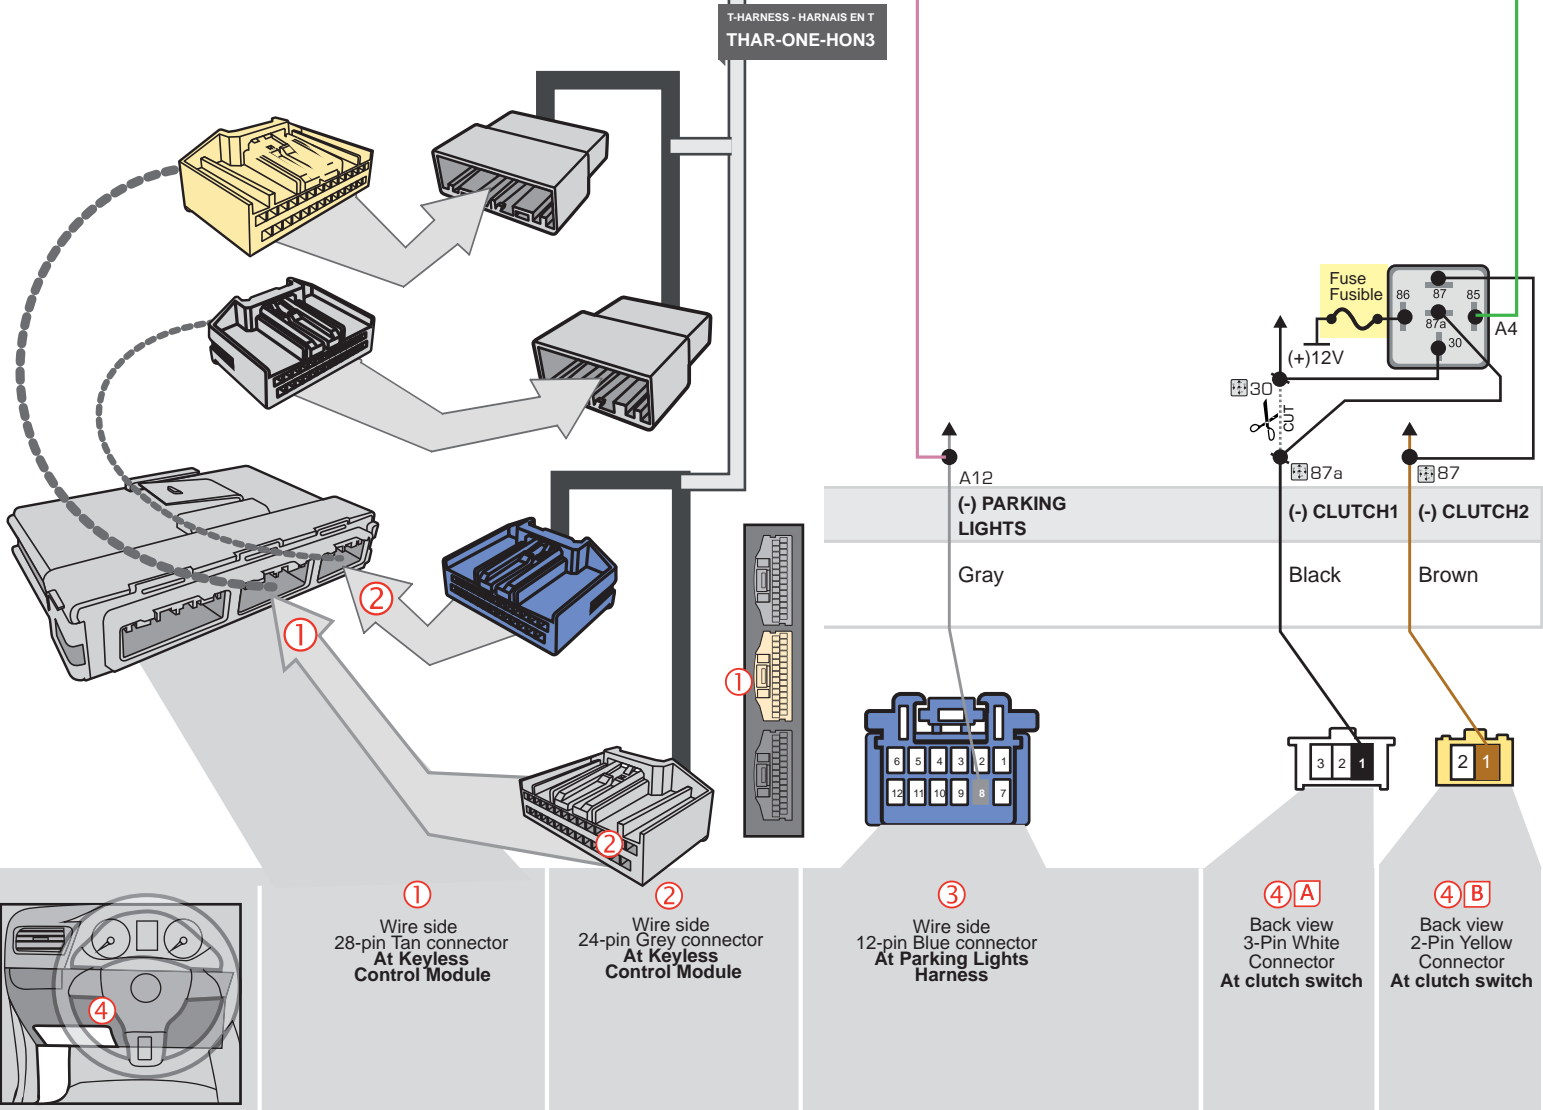 T-HARNESS - HARNAIS EN T
THAR-ONE-HON3
Fuse
Fusible
86
87
85
87a
30
A4
(+)12V
30
CUT
87a
87
A12
(-) PARKING
LIGHTS
(-) CLUTCH1
(-) CLUTCH2
Gray
Black
Brown
1
2
1
2
6 5 4 3 2 1
12 11 10 9 8 7
3 2 1
2 1
4
1
Wire side
28-pin Tan connector
At Keyless
Control Module
2
Wire side
24-pin Grey connector
At Keyless
Control Module
3
Wire side
12-pin Blue connector
At Parking Lights
Harness
4 A
Back view
3-Pin White
Connector
At clutch switch
4 B
Back view
2-Pin Yellow
Connector
At clutch switch